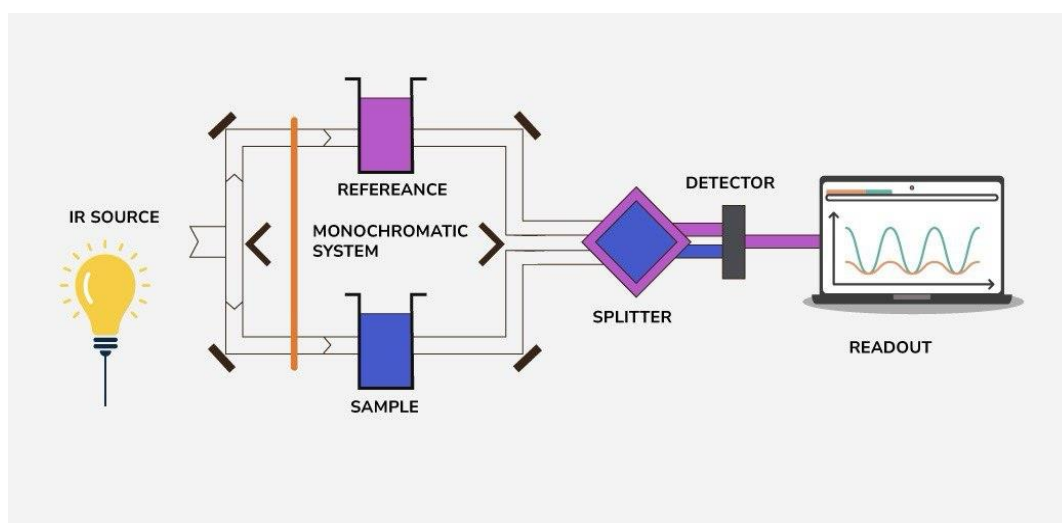 IR SOURCE
REFEREANCE
MONOCHROMATIC
SYSTEM
SAMPLE
SPLITTER
DETECTOR
READOUT